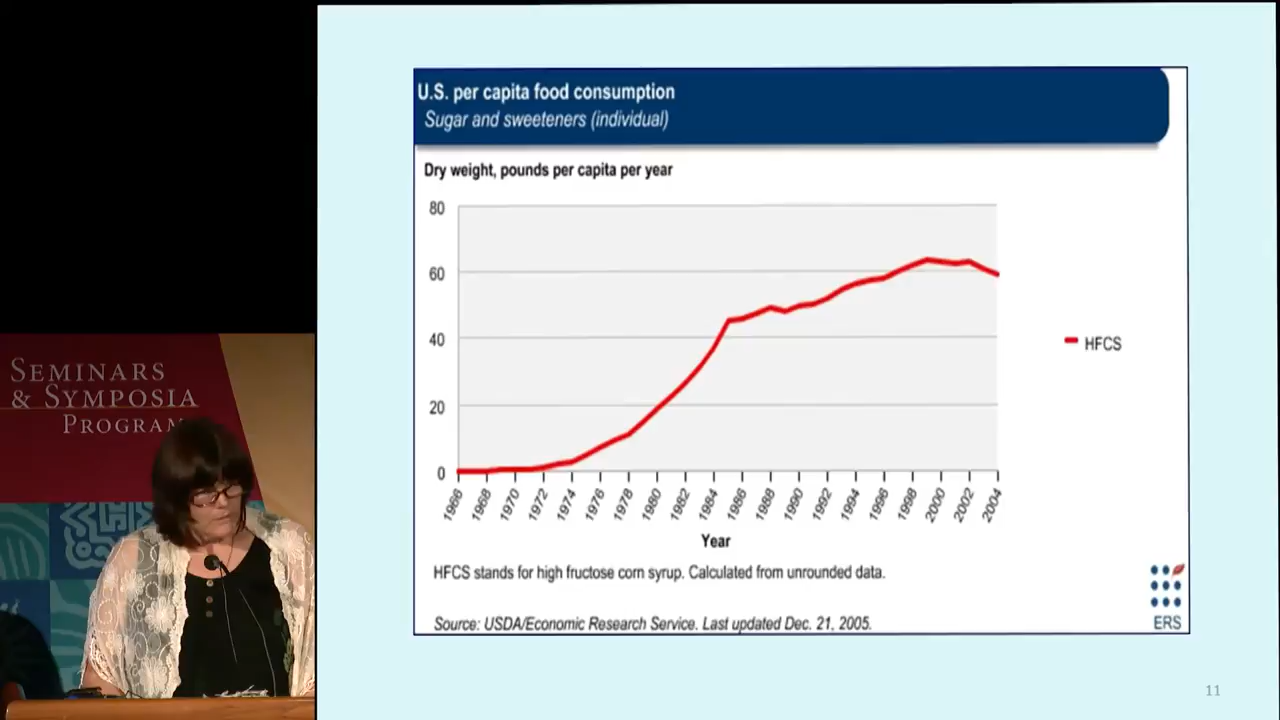 SEMINARS
& SYMPOSIA
PROGRAM
U.S. per capita food consumption
Sugar and sweeteners (individual)
Dry weight, pounds per capita per year
80
60
40
20
0
1966 1968 1970 1972 1974 1976 1978 1980 1982 1984 1986 1988 1990 1992 1994 1996 1998 2000 2002 2004
Year
HFCS
HFCS stands for high fructose corn syrup. Calculated from unrounded data.
Source: USDA/Economic Research Service. Last updated Dec. 21, 2005.
ERS
11